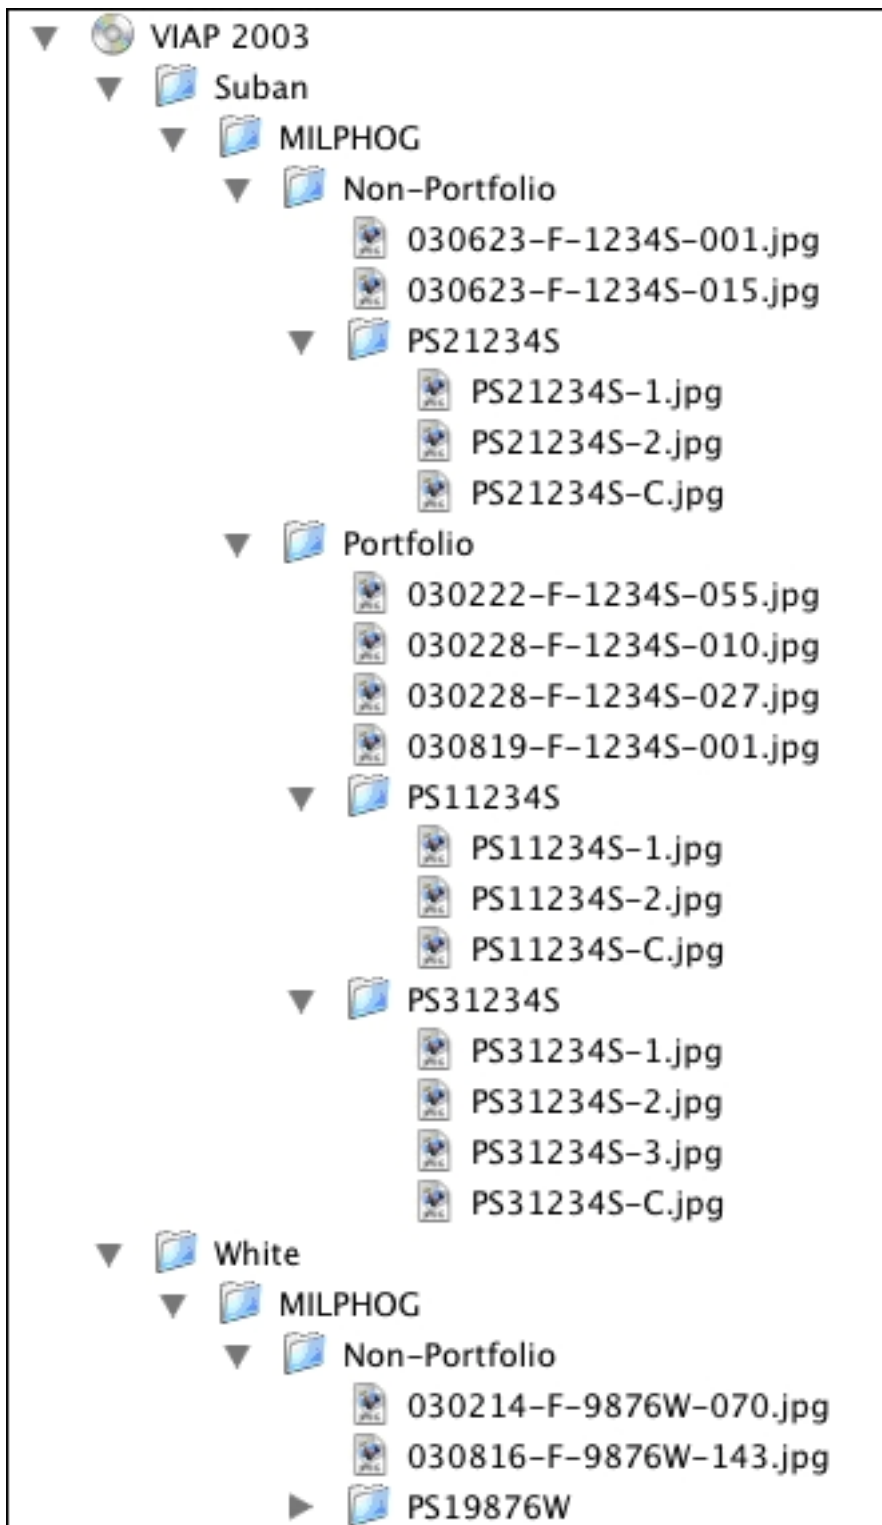 VIAP 2003
Suban
MILPHOG
Non-Portfolio
030623-F-1234S-001.jpg
030623-F-1234S-015.jpg
PS21234S
PS21234S-1.jpg
PS21234S-2.jpg
PS21234S-C.jpg
Portfolio
030222-F-1234S-055.jpg
030228-F-1234S-010.jpg
030228-F-1234S-027.jpg
030819-F-1234S-001.jpg
PS11234S
PS11234S-1.jpg
PS11234S-2.jpg
PS11234S-C.jpg
PS31234S
PS31234S-1.jpg
PS31234S-2.jpg
PS31234S-3.jpg
PS31234S-C.jpg
White
MILPHOG
Non-Portfolio
030214-F-9876W-070.jpg
030816-F-9876W-143.jpg
PS19876W